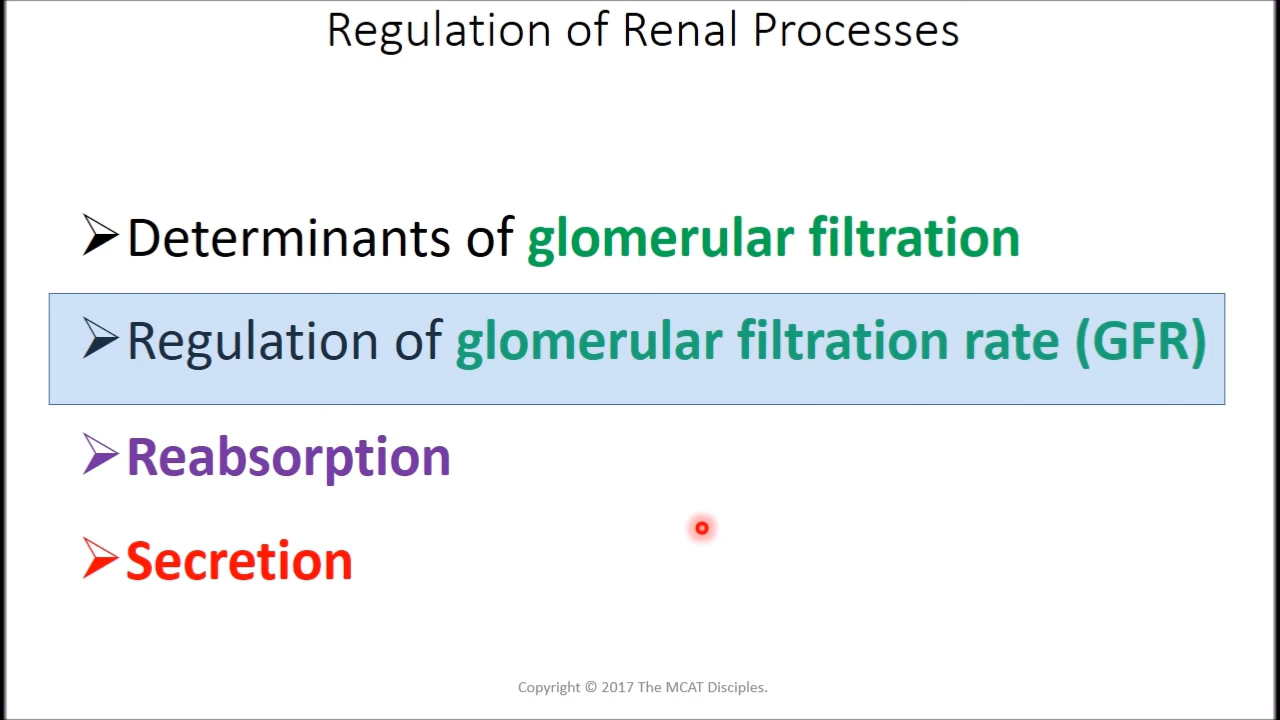 Regulation of Renal Processes
➢Determinants of glomerular filtration
➢Regulation of glomerular filtration rate (GFR)
➢Reabsorption
➢Secretion
Copyright © 2017 The MCAT Disciples.